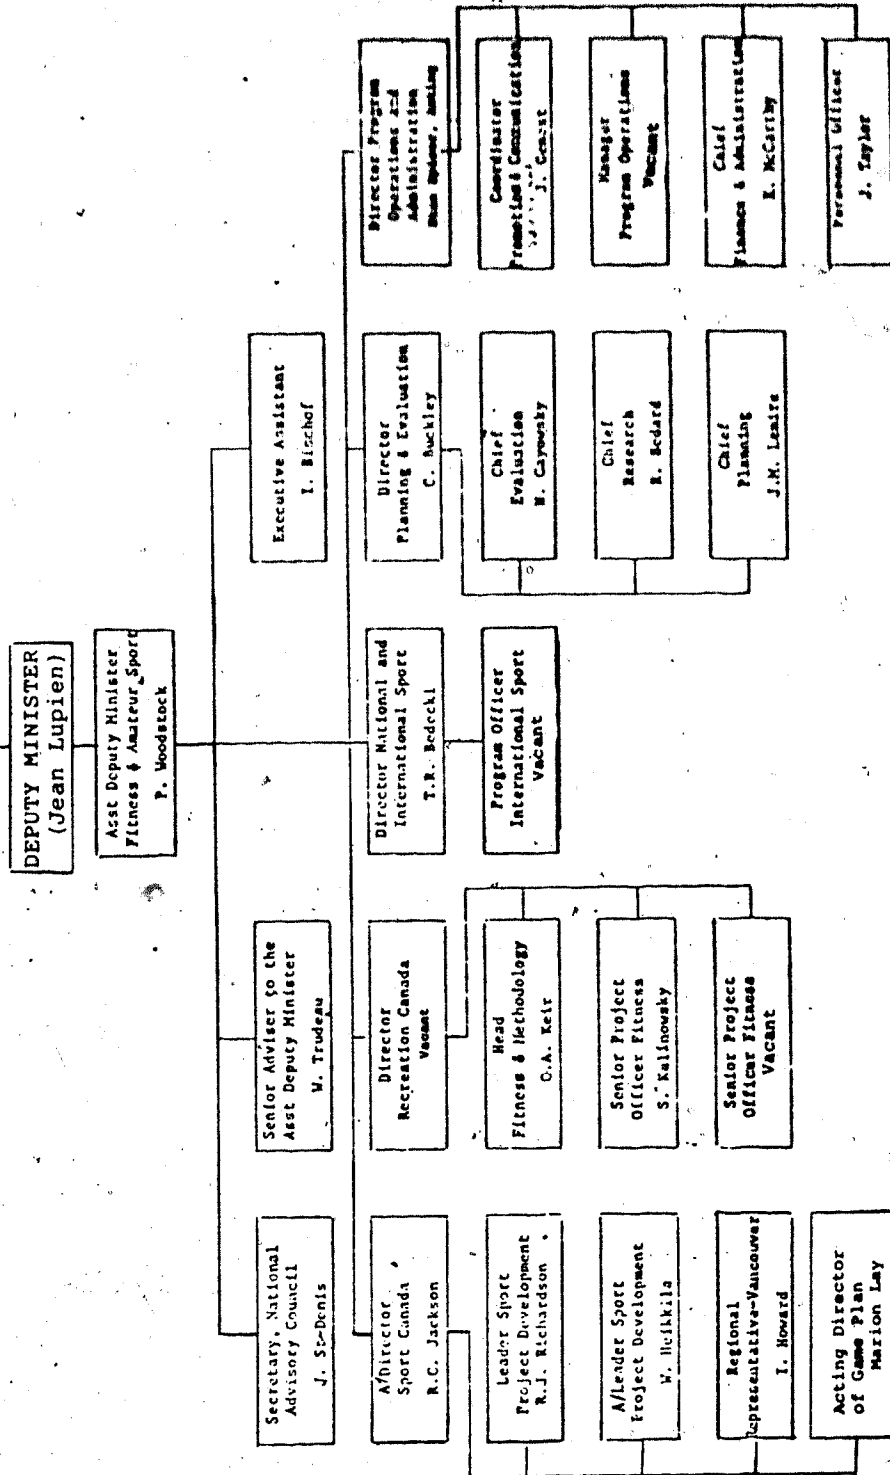 DEPUTY MINISTER
(Jean Lupien)
Asst Deputy Minister
Fitness & Amateur Sport
P. Woodstock
Secretary, National
Advisory Council
J. St-Denis
Senior Adviser to the
Asst Deputy Minister
W. Trudeau
Executive Assistant
I. Bischof
A/Director
Sport Canada
R.C. Jackson
Director
Recreation Canada
Vacant
Director National and
International Sport
T.R. Bedecki
Director
Planning & Evaluation
C. Buckley
Director Program
Operations and
Administration
Acting
Leader Sport
Project Development
R.J. Richardson
A/Leader Sport
Project Development
W. Heikkila
Regional
Representative-Vancouver
I. Howard
Acting Director
of Game Plan
Marion Lay
Head
Fitness & Methodology
O.A. Keir
Senior Project
Officer Fitness
S. Kalinowsky
Senior Project
Officer Fitness
Vacant
Program Officer
International Sport
Vacant
Chief
Evaluation
W. Cayowsky
Chief
Research
R. Bedard
Chief
Planning
J.M. Lemire
Coordinator
Promotion & Communication
J. Genest
Manager
Program Operations
Vacant
Chief
Finance & Administration
K. McCarthy
Personnel Officer
J. Taylor